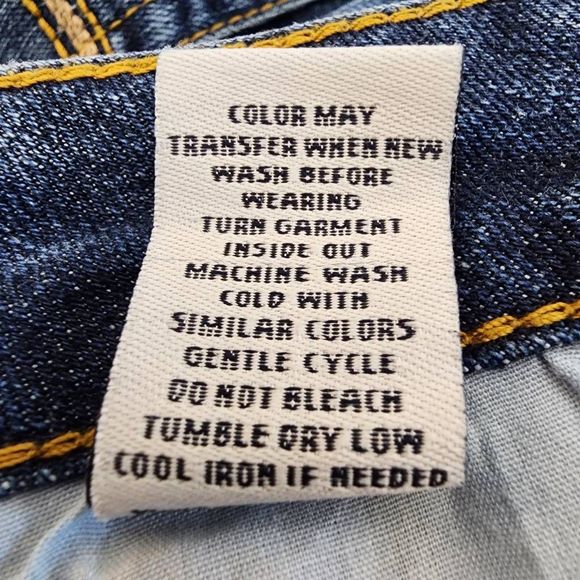 COLOR MAY
TRANSFER WHEN NEW
WASH BEFORE
WEARING
TURN GARMENT
INSIDE OUT
MACHINE WASH
COLD WITH
SIMILAR COLORS
GENTLE CYCLE
DO NOT BLEACH
TUMBLE DRY LOW
COOL IRON IF NEEDED